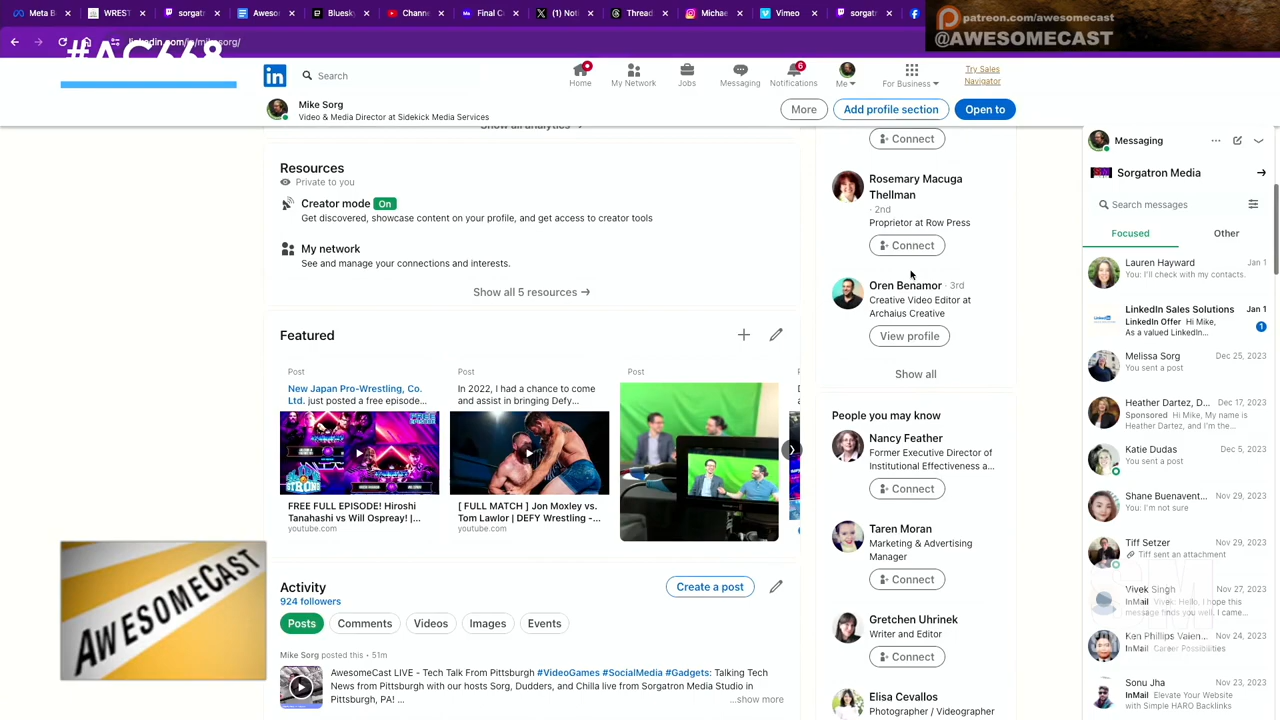 Meta B
WREST
sorgatr
Awesom
Channel
Final C
(1) Not
Thread
Michae
Vimeo
sorgat
patreon.com/awesomecast
@AWESOMECAST
linkedin.com/in/mikesorg/
#AC668
in
Search
Home
My Network
Jobs
Messaging
6
Notifications
Me
For Business
Try Sales
Navigator
Mike Sorg
Video & Media Director at Sidekick Media Services
More
Add profile section
Open to
Show all analytics →
Resources
Private to you
Creator mode On
Get discovered, showcase content on your profile, and get access to creator tools
My network
See and manage your connections and interests.
Show all 5 resources →
Featured
Post
New Japan Pro-Wrestling, Co.
Ltd. just posted a free episode...
FREE FULL EPISODE! Hiroshi
Tanahashi vs Will Ospreay! |...
youtube.com
Post
In 2022, I had a chance to come
and assist in bringing Defy...
[ FULL MATCH ] Jon Moxley vs.
Tom Lawlor | DEFY Wrestling -...
youtube.com
Post
Activity
924 followers
Create a post
Posts
Comments
Videos
Images
Events
Mike Sorg posted this • 51m
AwesomeCast LIVE - Tech Talk From Pittsburgh #VideoGames #SocialMedia #Gadgets: Talking Tech
News from Pittsburgh with our hosts Sorg, Dudders, and Chilla live from Sorgatron Media Studio in
Pittsburgh, PA! ...
...show more
AWESOMECAST
Connect
Rosemary Macuga
Thellman
· 2nd
Proprietor at Row Press
Connect
Oren Benamor · 3rd
Creative Video Editor at
Archaius Creative
View profile
Show all
People you may know
Nancy Feather
Former Executive Director of
Institutional Effectiveness a...
Connect
Taren Moran
Marketing & Advertising
Manager
Connect
Gretchen Uhrinek
Writer and Editor
Connect
Elisa Cevallos
Photographer / Videographer
Messaging
Sorgatron Media
Search messages
Focused
Other
Lauren Hayward
Jan 1
You: I'll check with my contacts.
LinkedIn Sales Solutions
Jan 1
LinkedIn Offer Hi Mike,
As a valued LinkedIn...
1
Melissa Sorg
Dec 25, 2023
You sent a post
Heather Dartez, D...
Dec 17, 2023
Sponsored Hi Mike, My name is
Heather Dartez, and I'm the...
Katie Dudas
Dec 5, 2023
You sent a post
Shane Buenavent...
Nov 29, 2023
You: I'm not sure
Tiff Setzer
Nov 29, 2023
Tiff sent an attachment
Vivek Singh
Nov 27, 2023
InMail Vivek: Hello, I hope this
message finds you well. I came...
Ken Phillips Vaien...
Nov 24, 2023
InMail Career Possibilities
Sonu Jha
Nov 23, 2023
InMail Elevate Your Website
with Simple HARO Backlinks